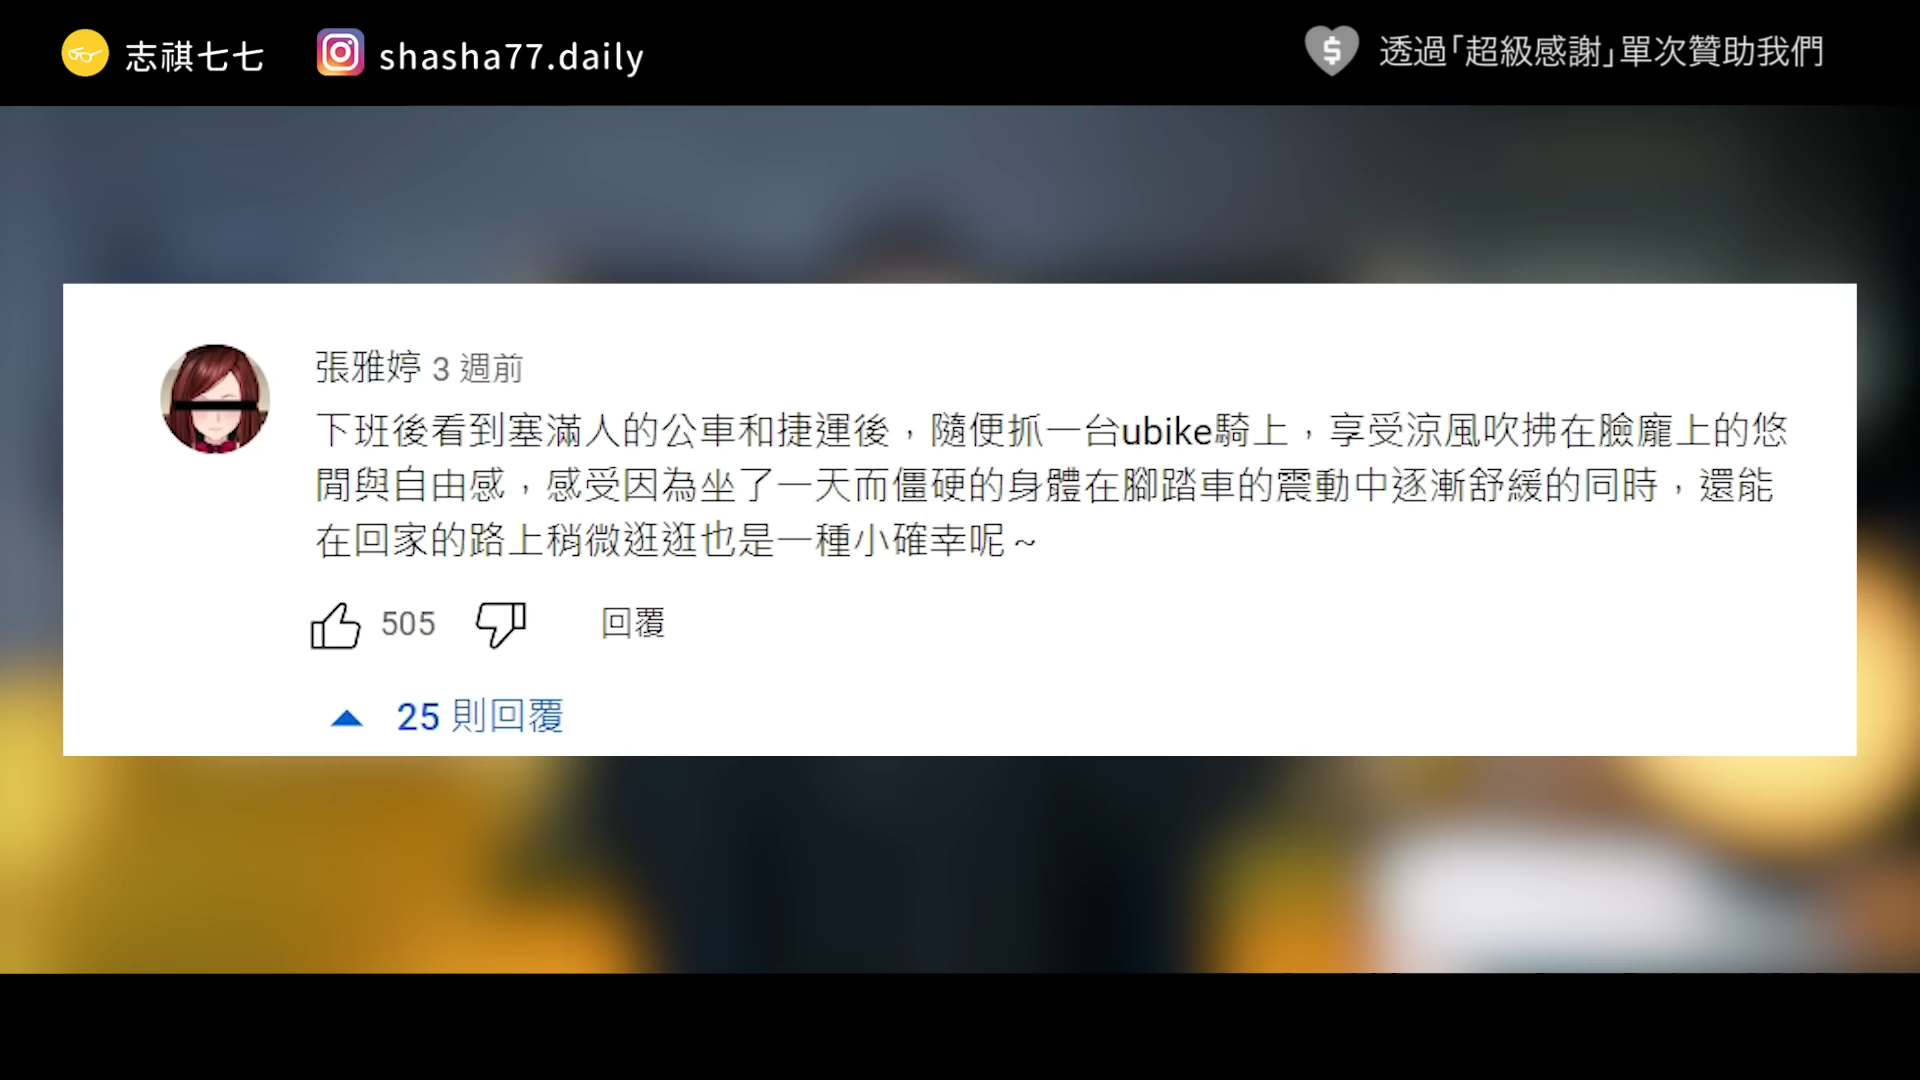 志祺七七 shasha77.daily 透過「超級感謝」單次贊助我們
張雅婷 3 週前
下班後看到塞滿人的公車和捷運後，隨便抓一台ubike騎上，享受涼風吹拂在臉龐上的悠
閒與自由感，感受因為坐了一天而僵硬的身體在腳踏車的震動中逐漸舒緩的同時，還能
在回家的路上稍微逛逛也是一種小確幸呢～
505 回覆
25 則回覆